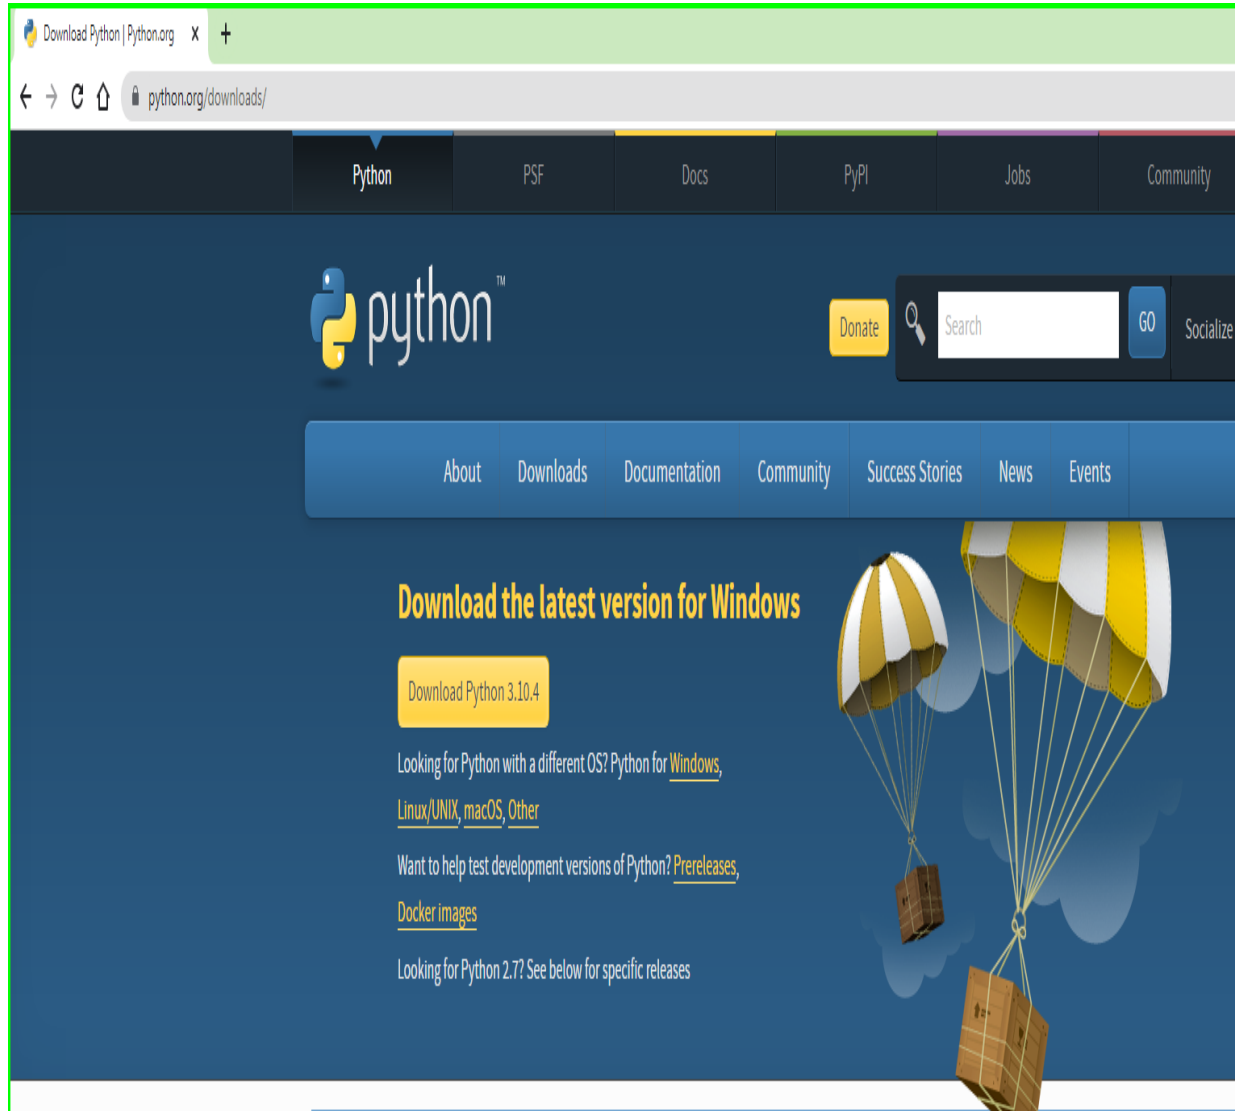 Download Python | Python.org
python.org/downloads/
Python PSF Docs PyPI Jobs Community
python™
Donate Search GO Socialize
About Downloads Documentation Community Success Stories News Events
Download the latest version for Windows
Download Python 3.10.4
Looking for Python with a different OS? Python for Windows,
Linux/UNIX, macOS, Other
Want to help test development versions of Python? Prereleases,
Docker images
Looking for Python 2.7? See below for specific releases